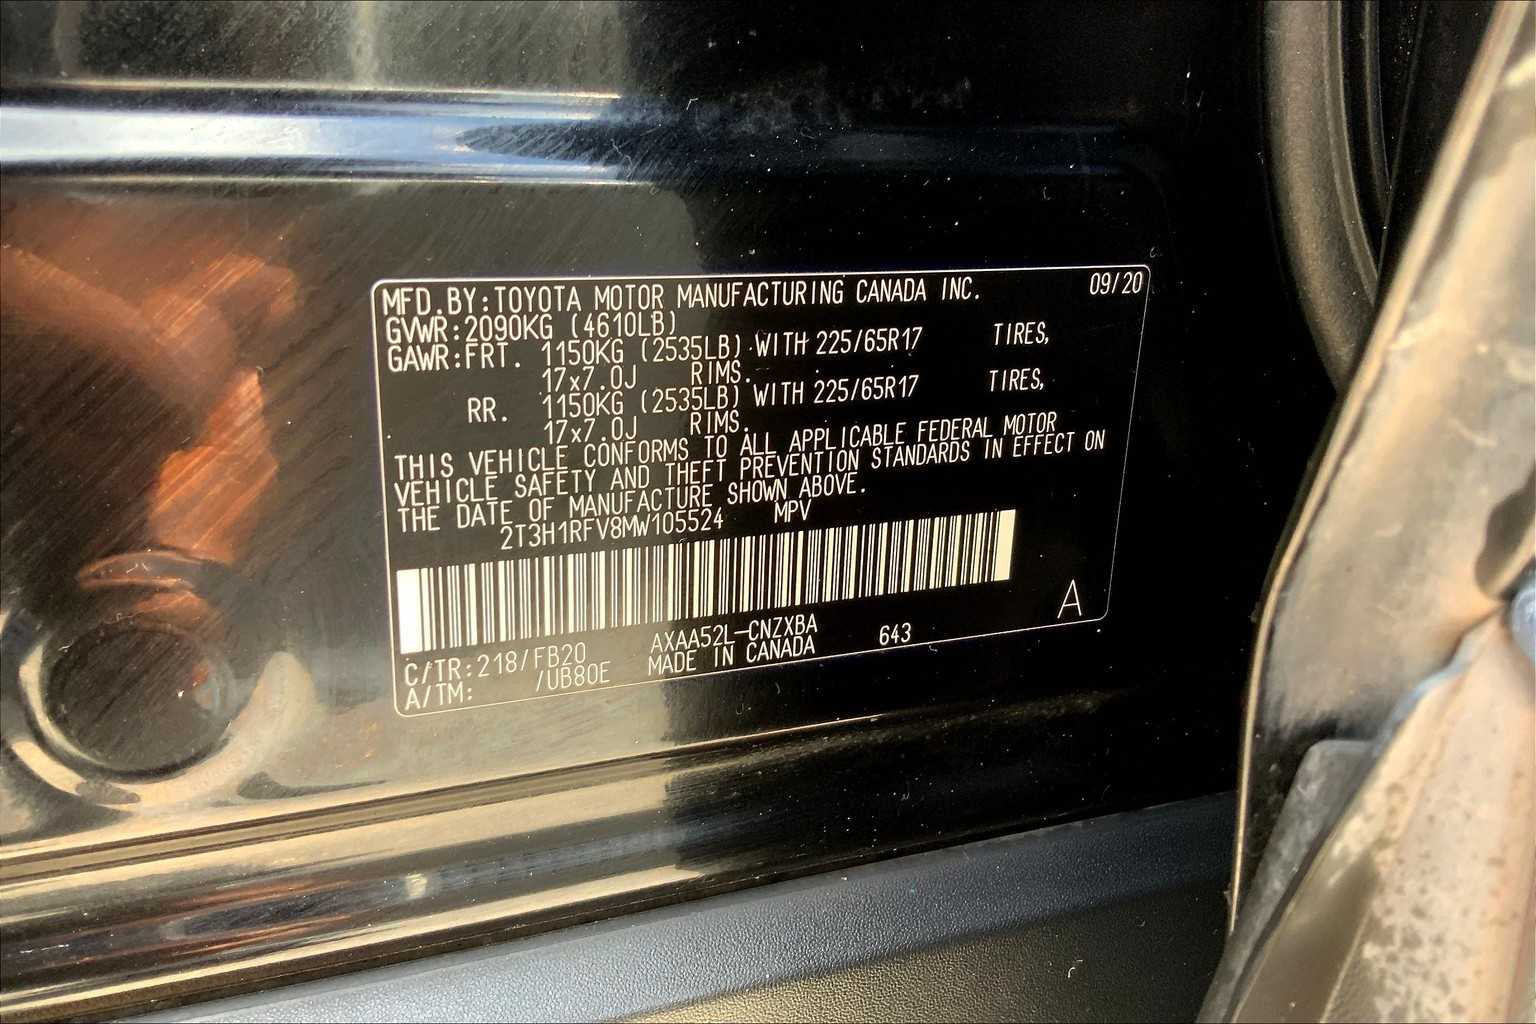 MFD.BY:TOYOTA MOTOR MANUFACTURING CANADA INC. 09/20
GVWR:2090KG (4610LB)
GAWR:FRT. 1150KG (2535LB) WITH 225/65R17 TIRES,
17x7.0J RIMS.
RR. 1150KG (2535LB) WITH 225/65R17 TIRES,
17x7.0J RIMS.
THIS VEHICLE CONFORMS TO ALL APPLICABLE FEDERAL MOTOR
VEHICLE SAFETY AND THEFT PREVENTION STANDARDS IN EFFECT ON
THE DATE OF MANUFACTURE SHOWN ABOVE.
2T3H1RFV8MW105524 MPV
A
C/TR:218/FB20 AXAA52L-CNZXBA 643
A/TM: /UB80E MADE IN CANADA